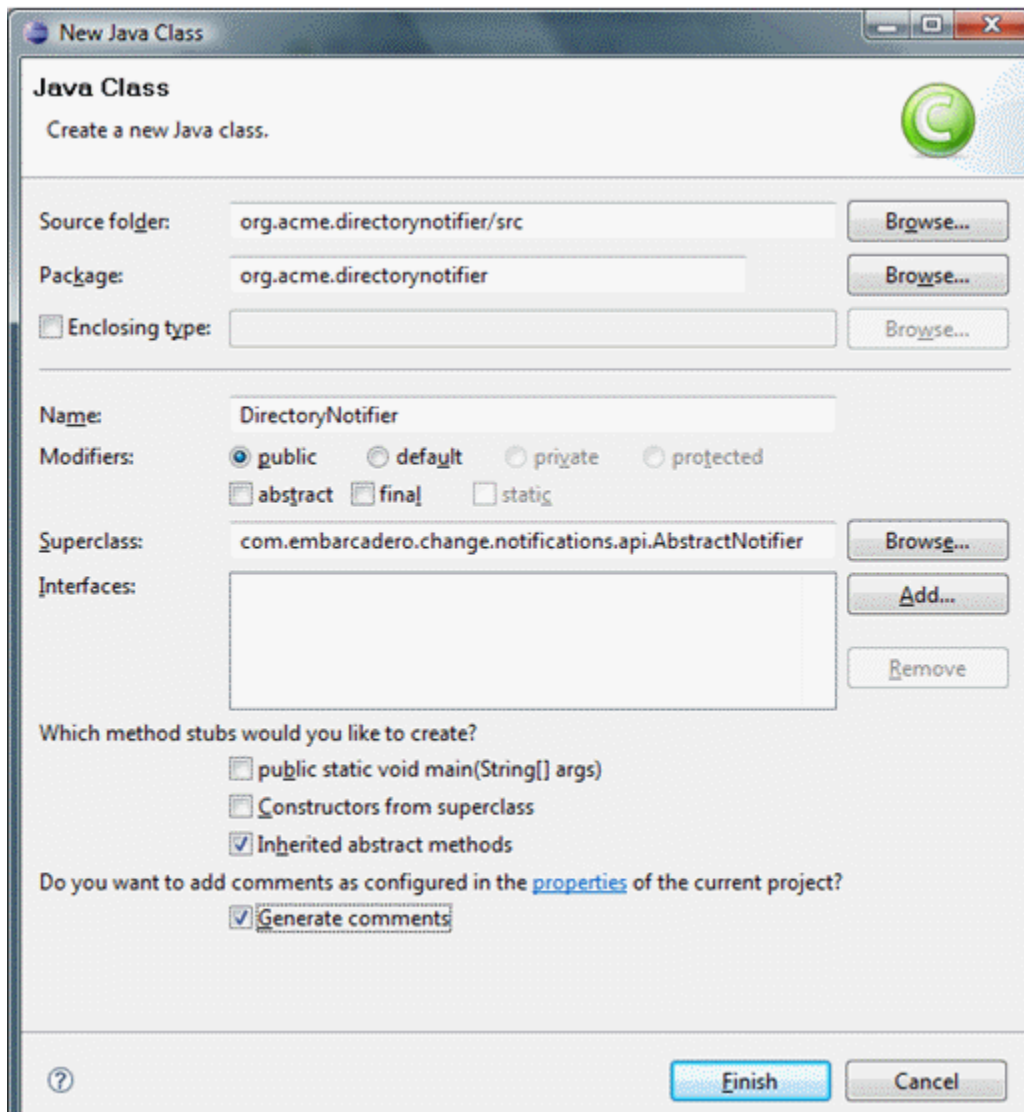 New Java Class
Java Class
Create a new Java class.
C
Source folder: org.acme.directorynotifier/src Browse...
Package: org.acme.directorynotifier Browse...
Enclosing type: Browse...
Name: DirectoryNotifier
Modifiers: public default private protected
abstract final static
Superclass: com.embarcadero.change.notifications.api.AbstractNotifier Browse...
Interfaces: Add...
Remove
Which method stubs would you like to create?
public static void main(String[] args)
Constructors from superclass
Inherited abstract methods
Do you want to add comments as configured in the properties of the current project?
Generate comments
? Finish Cancel